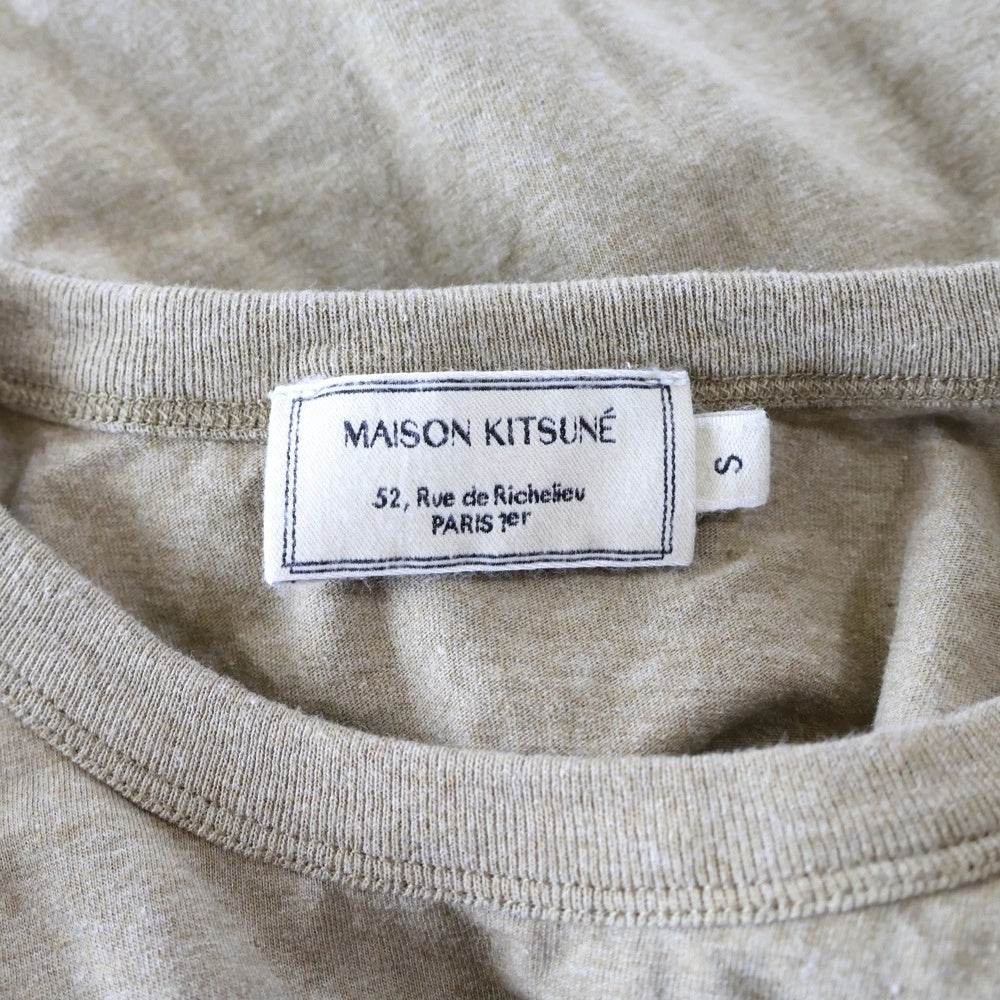 MAISON KITSUNÉ
52, Rue de Richelieu
PARIS 1er
S